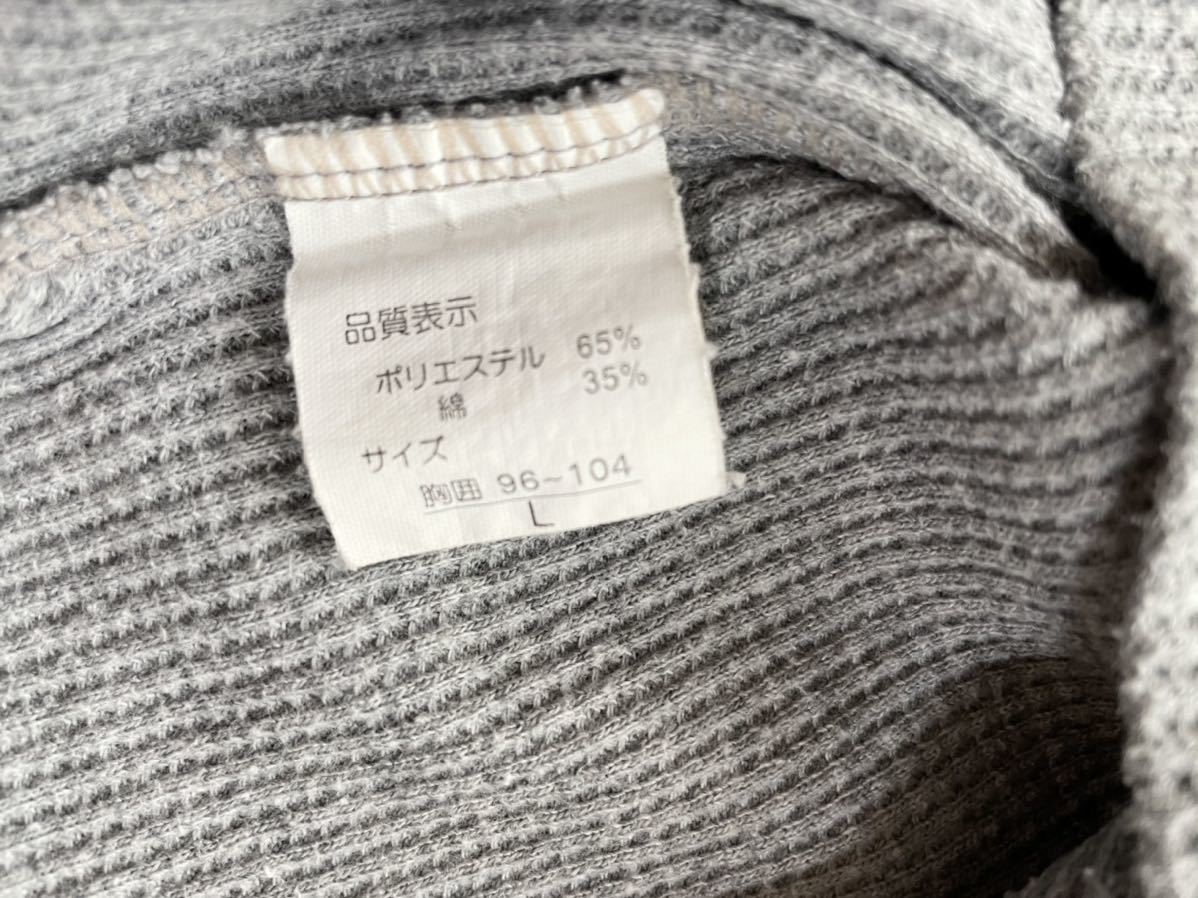 品質表示
ポリエステル 65%
綿 35%
サイズ
胸囲 96~104
L